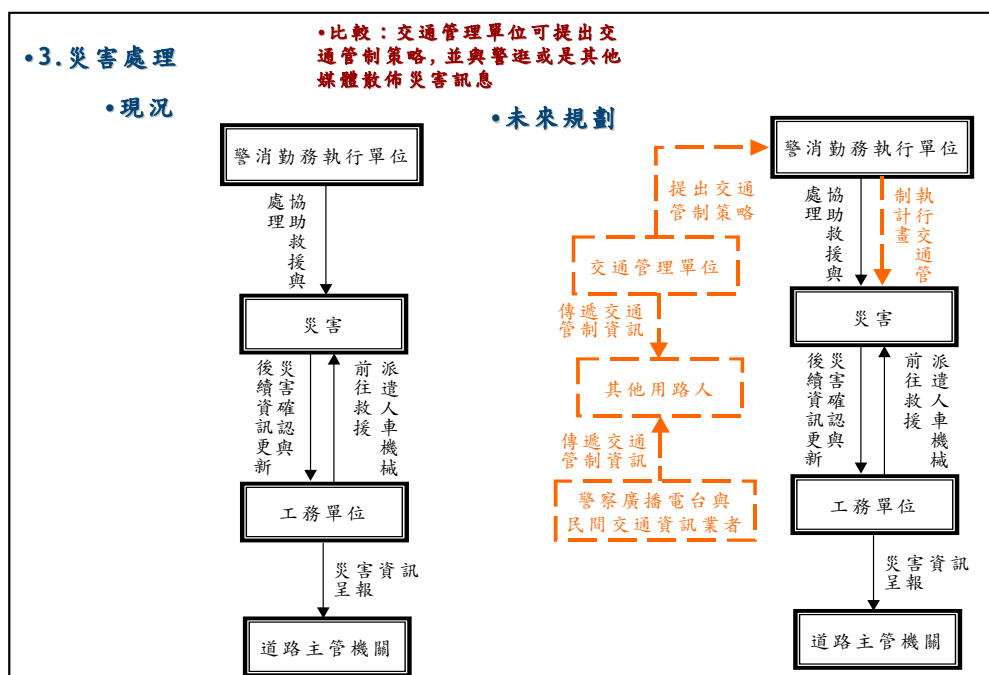 •3.災害處理
•比較：交通管理單位可提出交
通管制策略，並與警逛或是其他
媒體散佈災害訊息
•現況
警消勤務執行單位
協助救援與
處理
災害
災害確認與
後續資訊更新
派遣人車機械
前往救援
工務單位
災害資訊
呈報
道路主管機關
•未來規劃
警消勤務執行單位
提出交通
管制策略
協助救援與
處理
執行交通管
制計畫
交通管理單位
傳遞交通
管制資訊
災害
其他用路人
傳遞交通
管制資訊
災害確認與
後續資訊更新
派遣人車機械
前往救援
警察廣播電台與
民間交通資訊業者
工務單位
災害資訊
呈報
道路主管機關